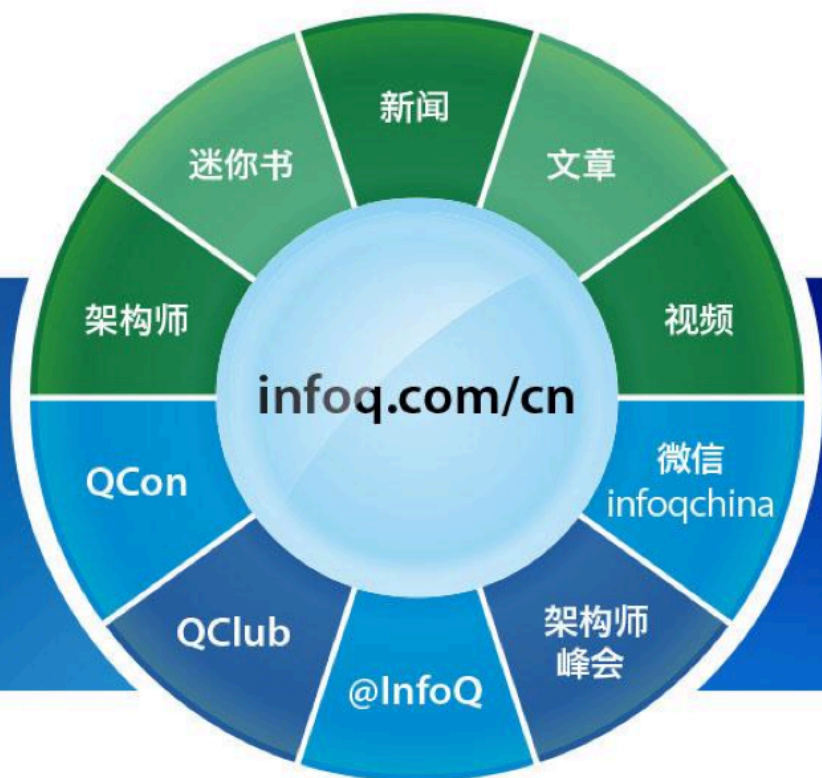 新闻
迷你书
文章
架构师
视频
infoq.com/cn
QCon
微信
infoqchina
QClub
架构师
峰会
@InfoQ